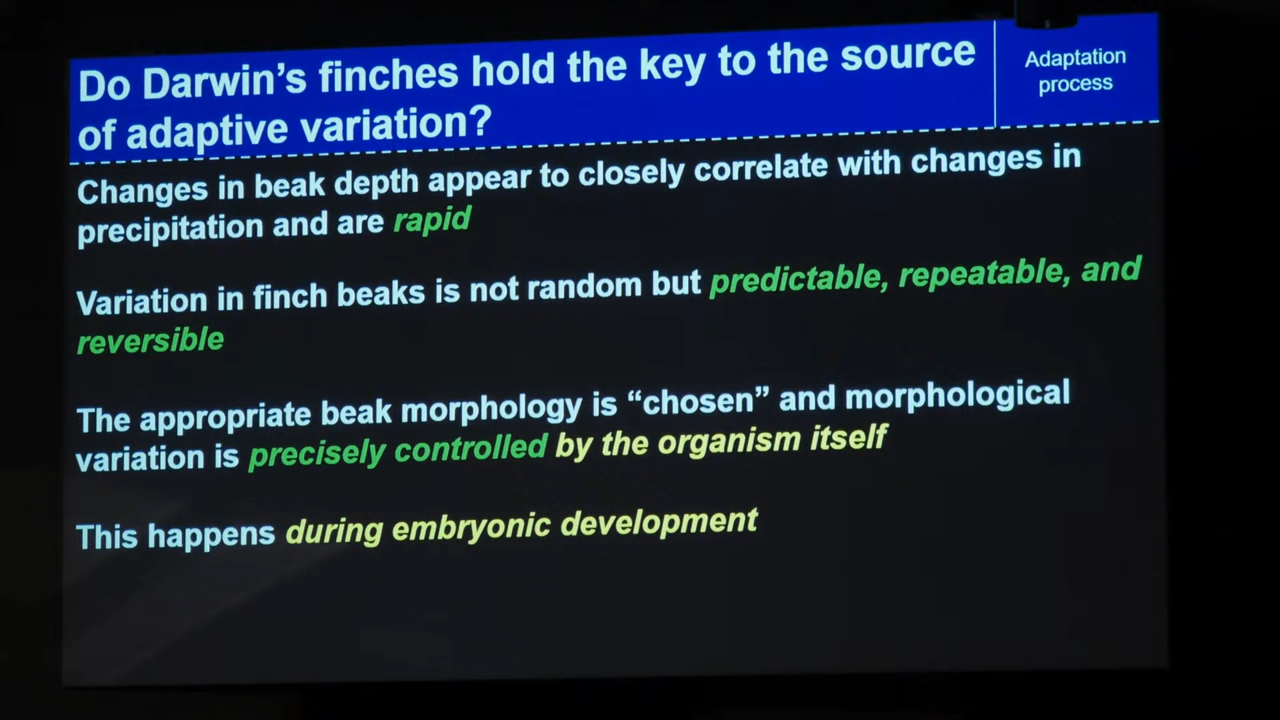 Do Darwin's finches hold the key to the source
of adaptive variation?
Adaptation
process
Changes in beak depth appear to closely correlate with changes in
precipitation and are rapid
Variation in finch beaks is not random but predictable, repeatable, and
reversible
The appropriate beak morphology is “chosen” and morphological
variation is precisely controlled by the organism itself
This happens during embryonic development